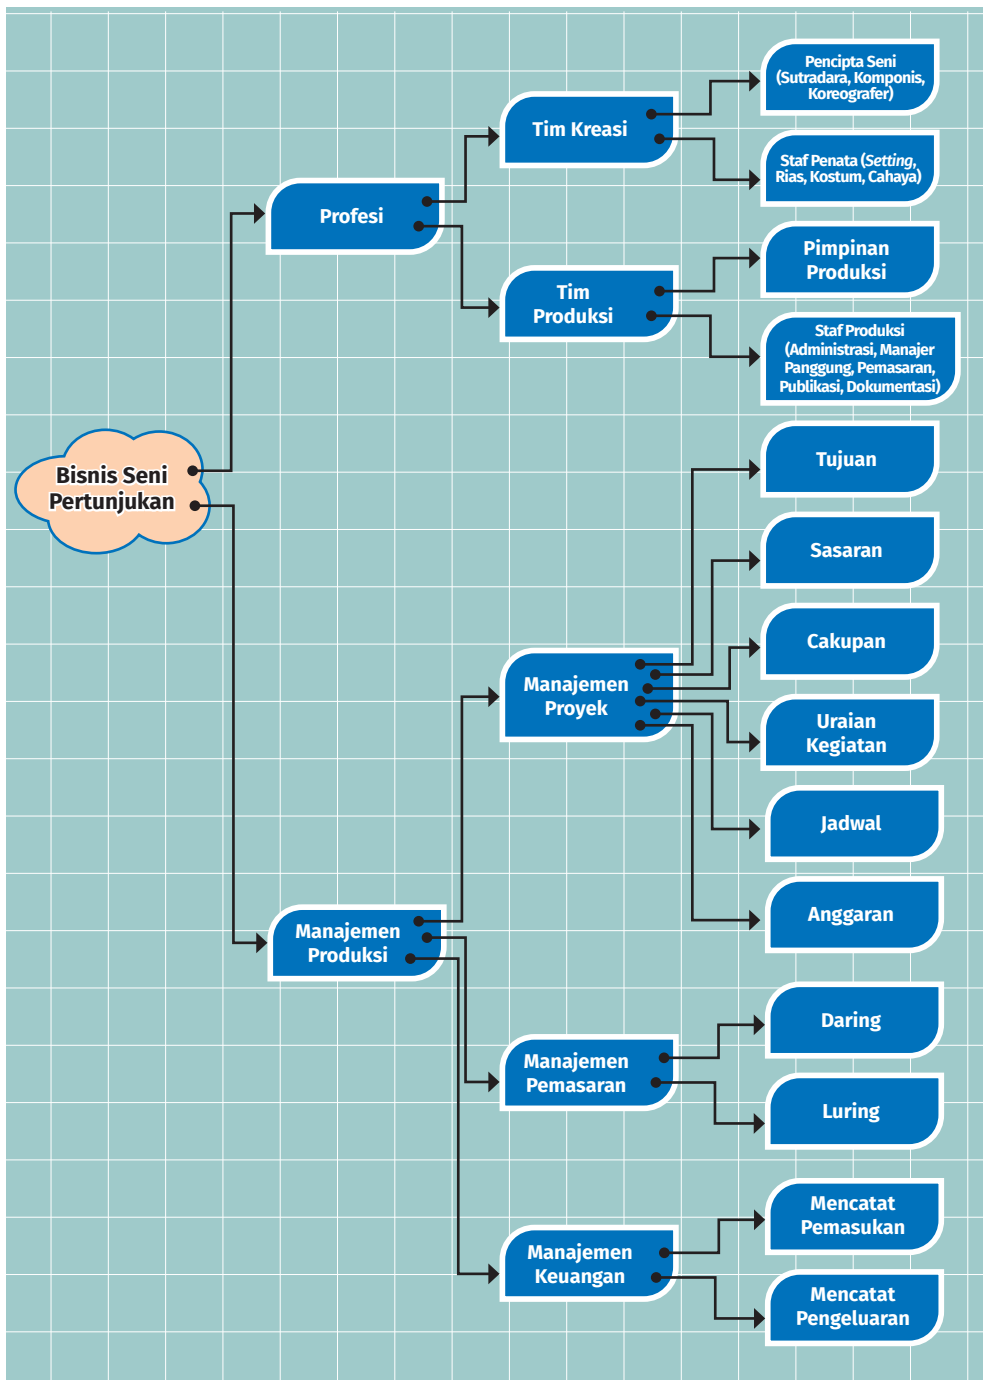 Bisnis Seni
Pertunjukan
Profesi
Tim Kreasi
Pencipta Seni
(Sutradara, Komponis,
Koreografer)
Staf Penata (Setting,
Rias, Kostum, Cahaya)
Tim
Produksi
Pimpinan
Produksi
Staf Produksi
(Administrasi, Manajer
Panggung, Pemasaran,
Publikasi, Dokumentasi)
Manajemen
Produksi
Manajemen
Proyek
Tujuan
Sasaran
Cakupan
Uraian
Kegiatan
Jadwal
Anggaran
Manajemen
Pemasaran
Daring
Luring
Manajemen
Keuangan
Mencatat
Pemasukan
Mencatat
Pengeluaran